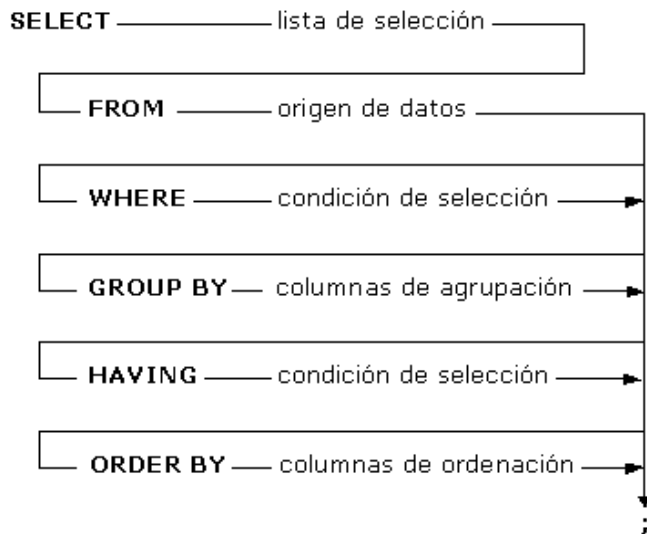 SELECT lista de selección
FROM origen de datos
WHERE condición de selección
GROUP BY columnas de agrupación
HAVING condición de selección
ORDER BY columnas de ordenación
;